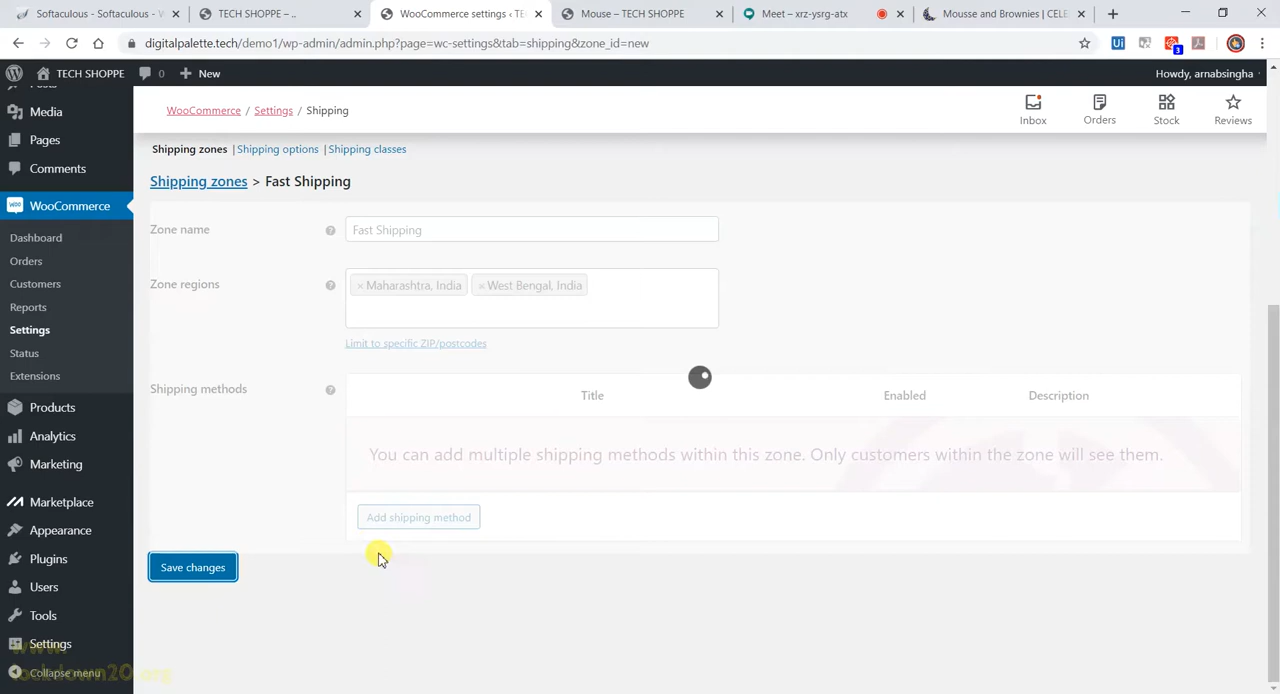 Softaculous - Softaculous - W
TECH SHOPPE – ..
WooCommerce settings ‹ TE
Mouse – TECH SHOPPE
Meet – xrz-ysrg-atx
Mousse and Brownies | CELE
digitalpalette.tech/demo1/wp-admin/admin.php?page=wc-settings&tab=shipping&zone_id=new
Ui
3
TECH SHOPPE
0
New
Howdy, arnabsingha
Posts
Media
Pages
Comments
WooCommerce
Dashboard
Orders
Customers
Reports
Settings
Status
Extensions
Products
Analytics
Marketing
Marketplace
Appearance
Plugins
Users
Tools
Settings
Collapse menu
www.
lockdown20.org
WooCommerce / Settings / Shipping
Inbox
Orders
Stock
Reviews
Shipping zones | Shipping options | Shipping classes
Shipping zones > Fast Shipping
Zone name
Fast Shipping
Zone regions
× Maharashtra, India × West Bengal, India
Limit to specific ZIP/postcodes
Shipping methods
Title Enabled Description
You can add multiple shipping methods within this zone. Only customers within the zone will see them.
Add shipping method
Save changes